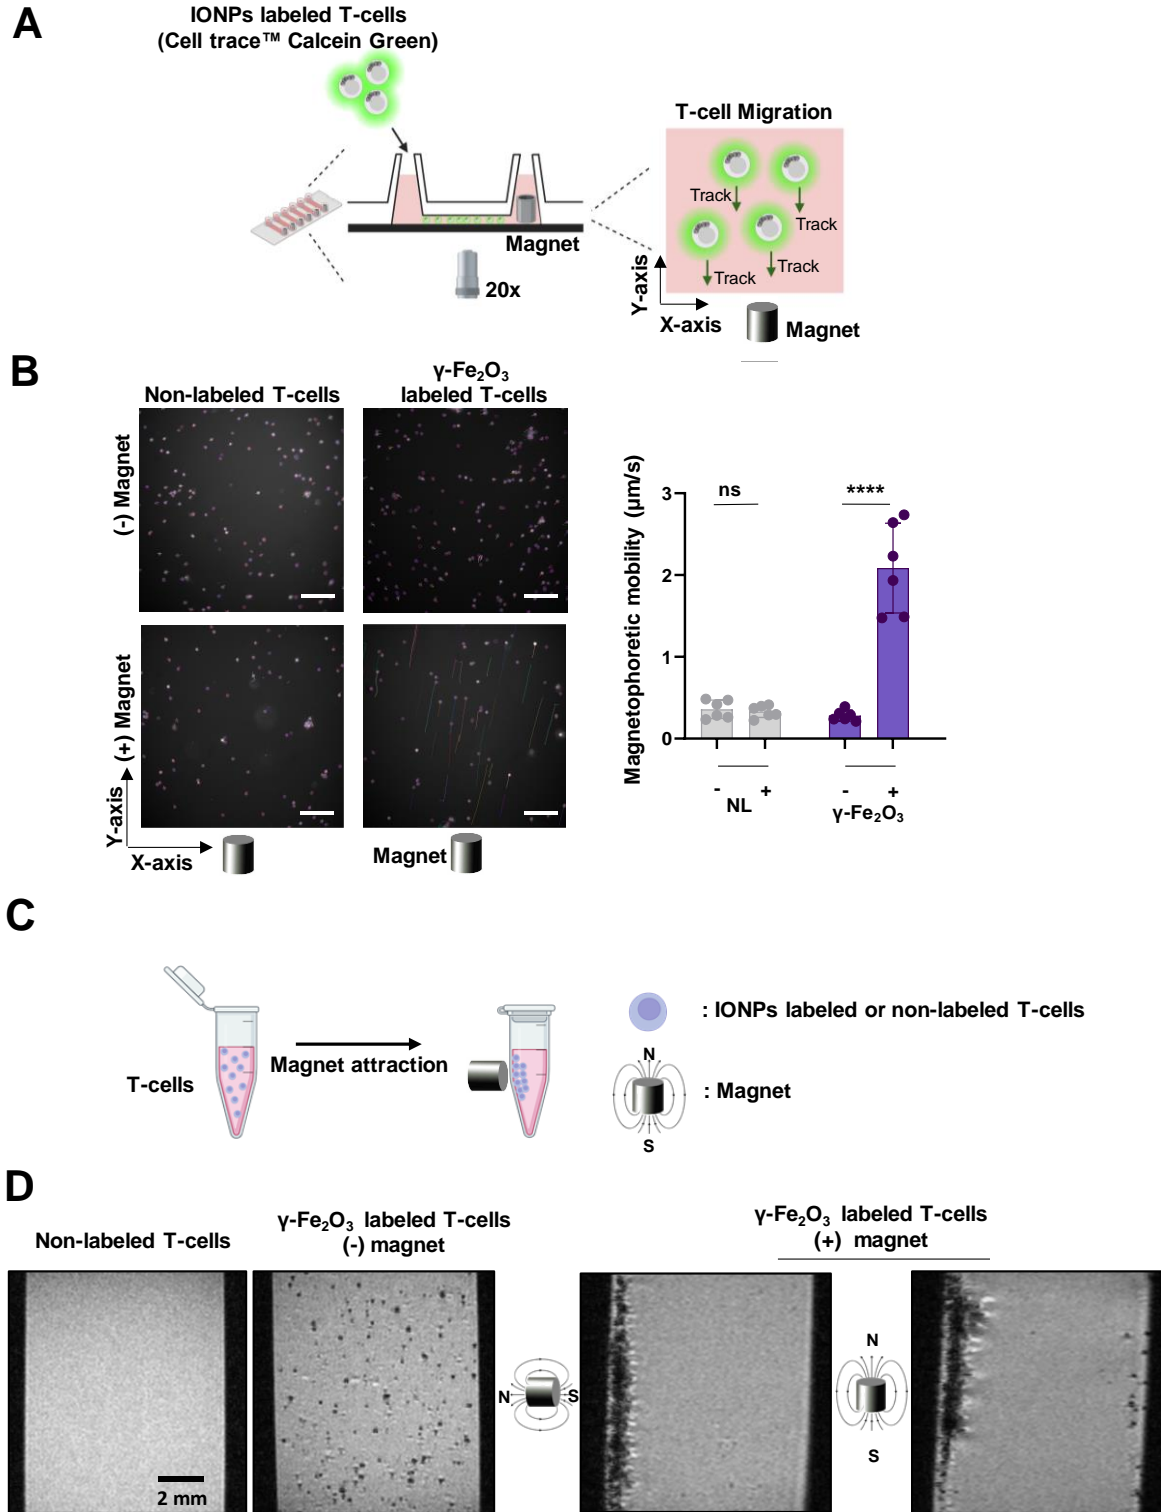 A
IONPs labeled T-cells
(Cell trace™ Calcein Green)
T-cell Migration
Track
Track
Track
Track
Magnet
20x
Y-axis
X-axis
Magnet
B
Non-labeled T-cells
γ-Fe₂O₃
labeled T-cells
(-) Magnet
(+) Magnet
Y-axis
X-axis
Magnet
Magnetophoretic mobility (µm/s)
3
2
1
0
ns
****
- +
NL
- +
γ-Fe₂O₃
C
T-cells
Magnet attraction
: IONPs labeled or non-labeled T-cells
N
: Magnet
S
D
Non-labeled T-cells
γ-Fe₂O₃ labeled T-cells
(-) magnet
γ-Fe₂O₃ labeled T-cells
(+) magnet
2 mm
N S
N
S